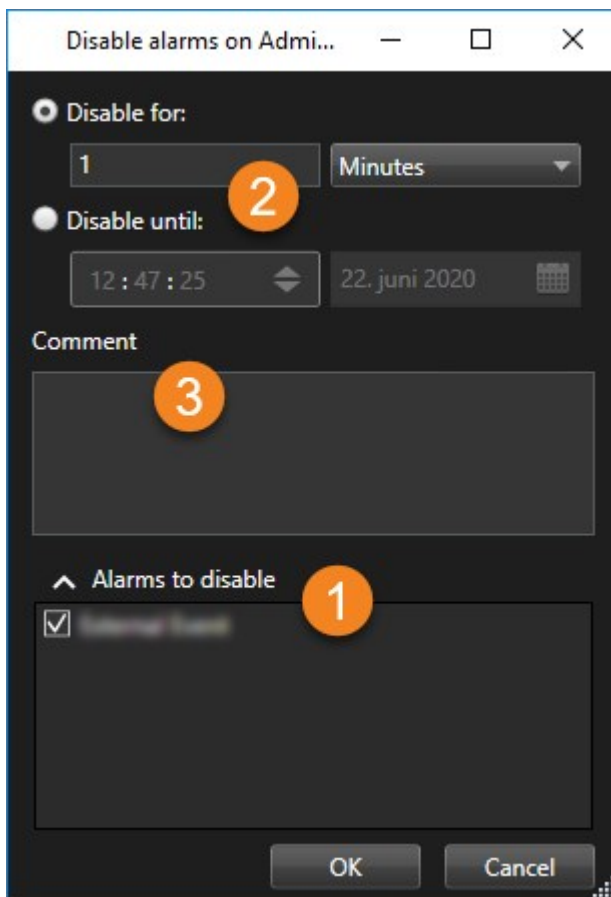 Disable alarms on Admi...
Disable for:
1 Minutes
2
Disable until:
12 : 47 : 25 22. juni 2020
Comment
3
Alarms to disable
1
OK Cancel